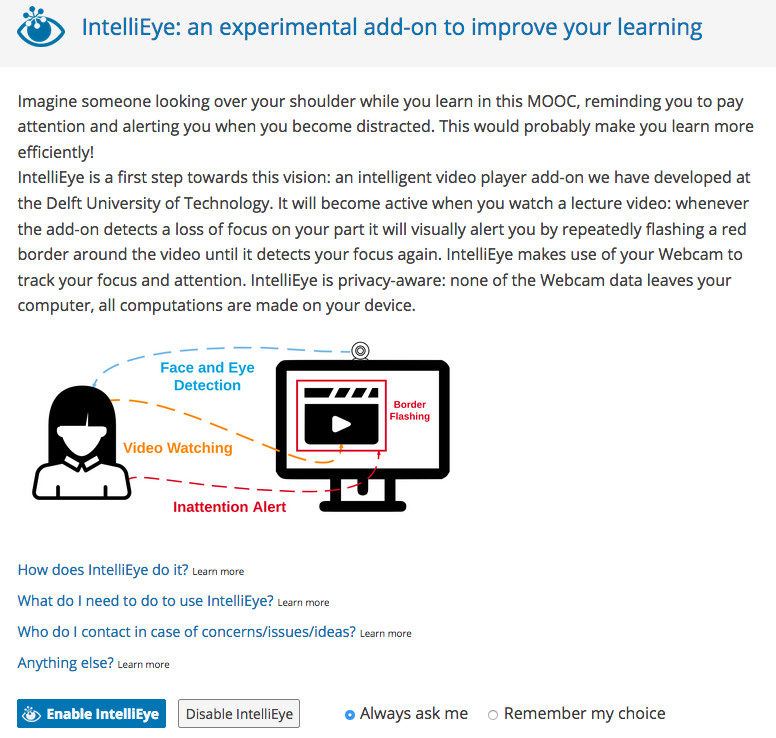 IntelliEye: an experimental add-on to improve your learning
Imagine someone looking over your shoulder while you learn in this MOOC, reminding you to pay
attention and alerting you when you become distracted. This would probably make you learn more
efficiently!
IntelliEye is a first step towards this vision: an intelligent video player add-on we have developed at
the Delft University of Technology. It will become active when you watch a lecture video: whenever
the add-on detects a loss of focus on your part it will visually alert you by repeatedly flashing a red
border around the video until it detects your focus again. IntelliEye makes use of your Webcam to
track your focus and attention. IntelliEye is privacy-aware: none of the Webcam data leaves your
computer, all computations are made on your device.
Face and Eye
Detection
Border
Flashing
Video Watching
Inattention Alert
How does IntelliEye do it? Learn more
What do I need to do to use IntelliEye? Learn more
Who do I contact in case of concerns/issues/ideas? Learn more
Anything else? Learn more
Enable IntelliEye Disable IntelliEye Always ask me Remember my choice